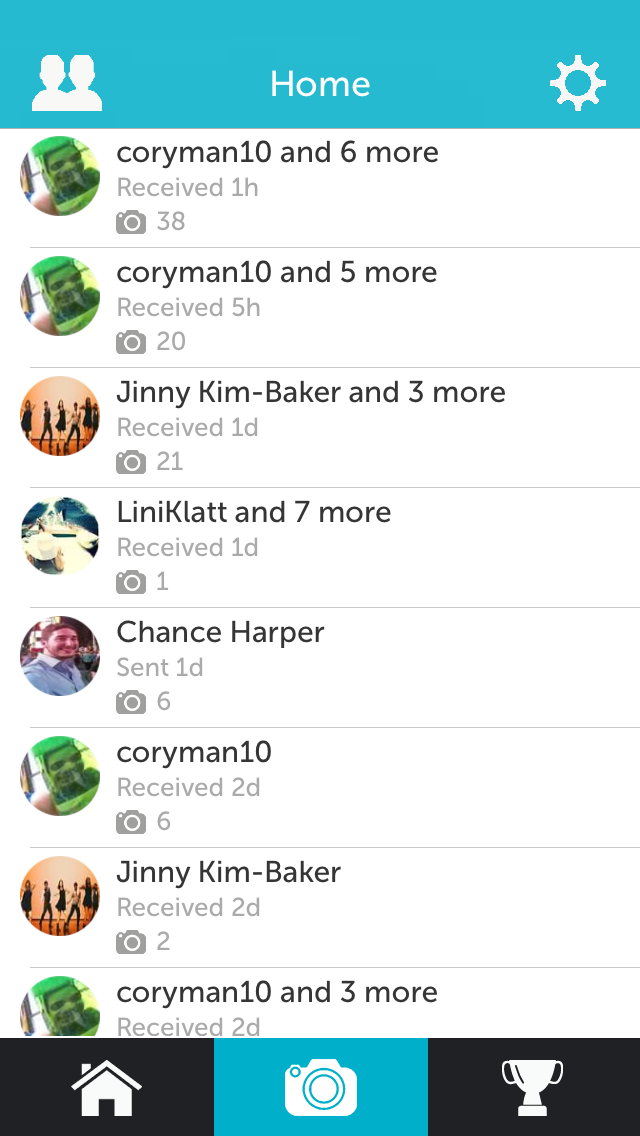 Home
coryman10 and 6 more
Received 1h
38
coryman10 and 5 more
Received 5h
20
Jinny Kim-Baker and 3 more
Received 1d
21
LiniKlatt and 7 more
Received 1d
1
Chance Harper
Sent 1d
6
coryman10
Received 2d
6
Jinny Kim-Baker
Received 2d
2
coryman10 and 3 more
Received 2d